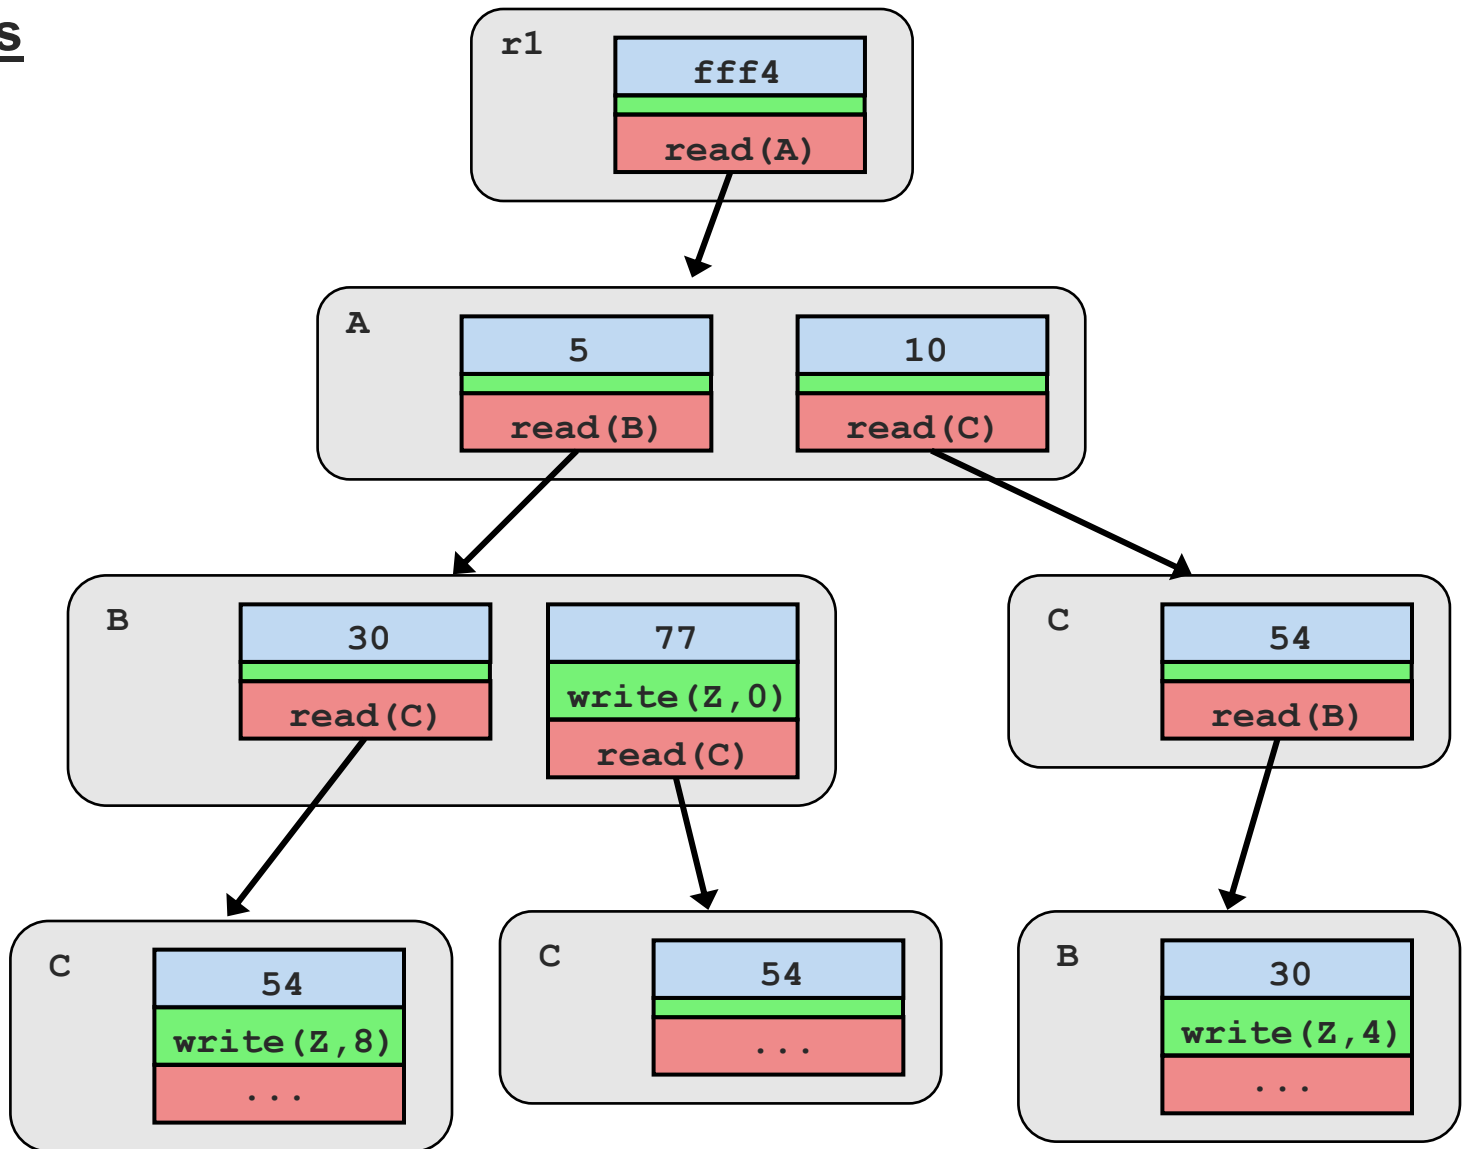 s
r1
fff4
read(A)
A
5
10
read(B)
read(C)
B
30
77
C
54
read(C)
write(Z,0)
read(B)
read(C)
C
54
C
54
B
30
write(Z,8)
...
write(Z,4)
...
...